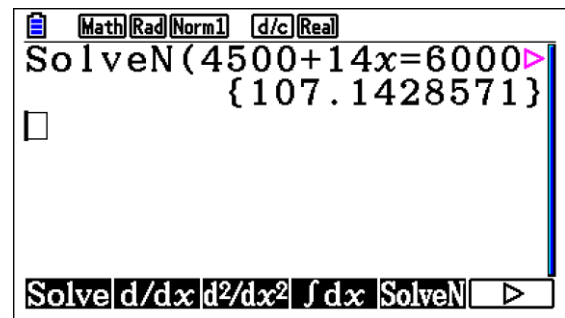 Math Rad Norm1 d/c Real
SolveN(4500+14x=6000▷
{107.1428571}
Solve d/dx d²/dx² ∫dx SolveN ▷